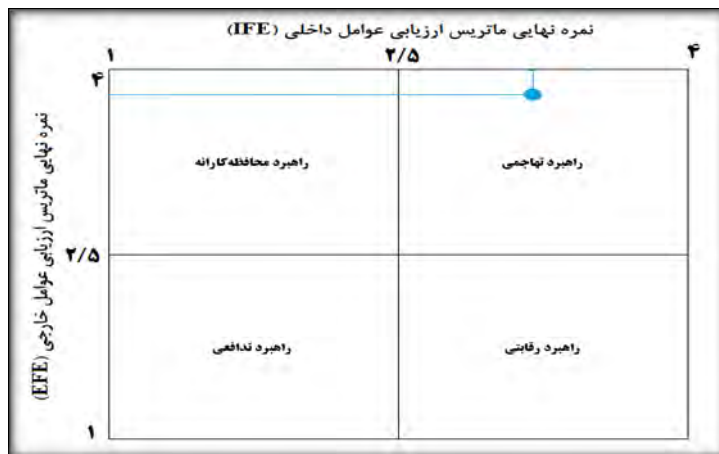 نمره نهایی ماتریس ارزیابی عوامل داخلی (IFE)
۱ ۲/۵ ۴
۴
راهبرد تهاجمی راهبرد محافظه‌کارانه
۲/۵
راهبرد رقابتی راهبرد تدافعی
۱
نمره نهایی ماتریس ارزیابی عوامل خارجی (EFE)